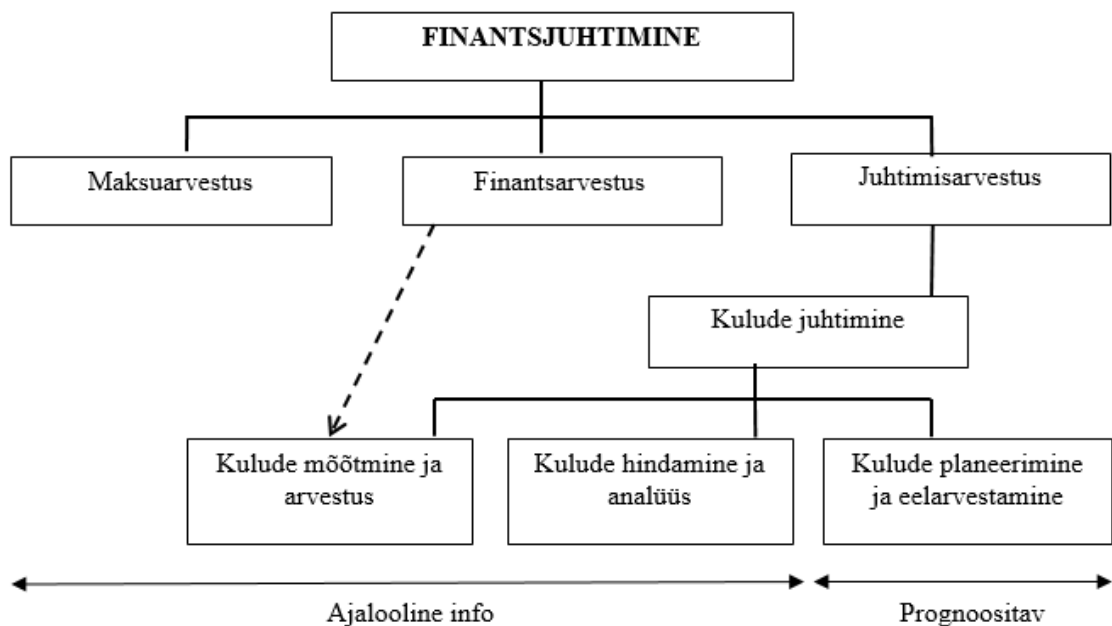 FINANTSJUHTIMINE
Maksuarvestus
Finantsarvestus
Juhtimisarvestus
Kulude juhtimine
Kulude mõõtmine ja
arvestus
Kulude hindamine ja
analüüs
Kulude planeerimine
ja eelarvestamine
Ajalooline info
Prognoositav